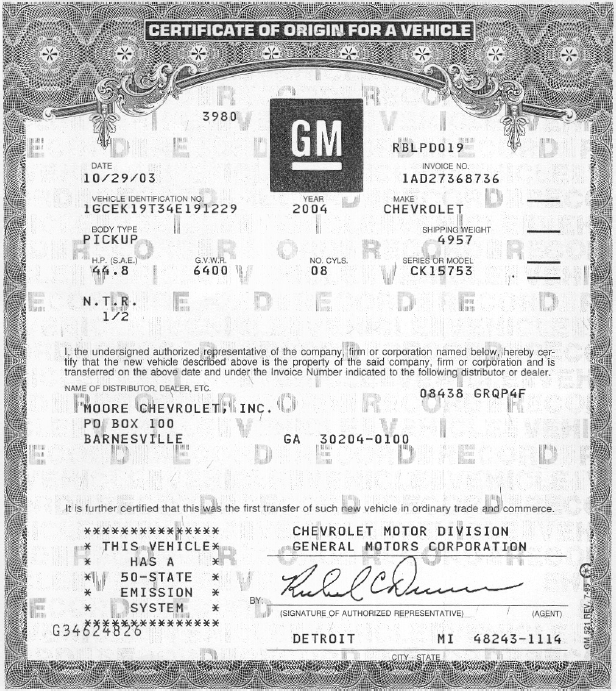 CERTIFICATE OF ORIGIN FOR A VEHICLE
3980
GM
RBLPD019
DATE INVOICE NO.
10/29/03 1AD27368736
VEHICLE IDENTIFICATION NO. YEAR MAKE
1GCEK19T34E191229 2004 CHEVROLET
BODY TYPE SHIPPING WEIGHT
PICKUP 4957
H.P. (S.A.E.) G.V.W.R. NO. CYLS. SERIES OR MODEL
44.8 6400 08 CK15753
N.T.R.
1/2
I, the undersigned authorized representative of the company, firm or corporation named below, hereby cer-
tify that the new vehicle described above is the property of the said company, firm or corporation and is
transferred on the above date and under the Invoice Number indicated to the following distributor or dealer.
NAME OF DISTRIBUTOR, DEALER, ETC.
08438 GRQP4F
MOORE CHEVROLET, INC.
PO BOX 100
BARNESVILLE GA 30204-0100
It is further certified that this was the first transfer of such new vehicle in ordinary trade and commerce.
***************
* THIS VEHICLE*
* HAS A *
* 50-STATE *
* EMISSION *
* SYSTEM *
***************
G34624826
CHEVROLET MOTOR DIVISION
GENERAL MOTORS CORPORATION
BY:
(SIGNATURE OF AUTHORIZED REPRESENTATIVE) (AGENT)
DETROIT MI 48243-1114
CITY - STATE